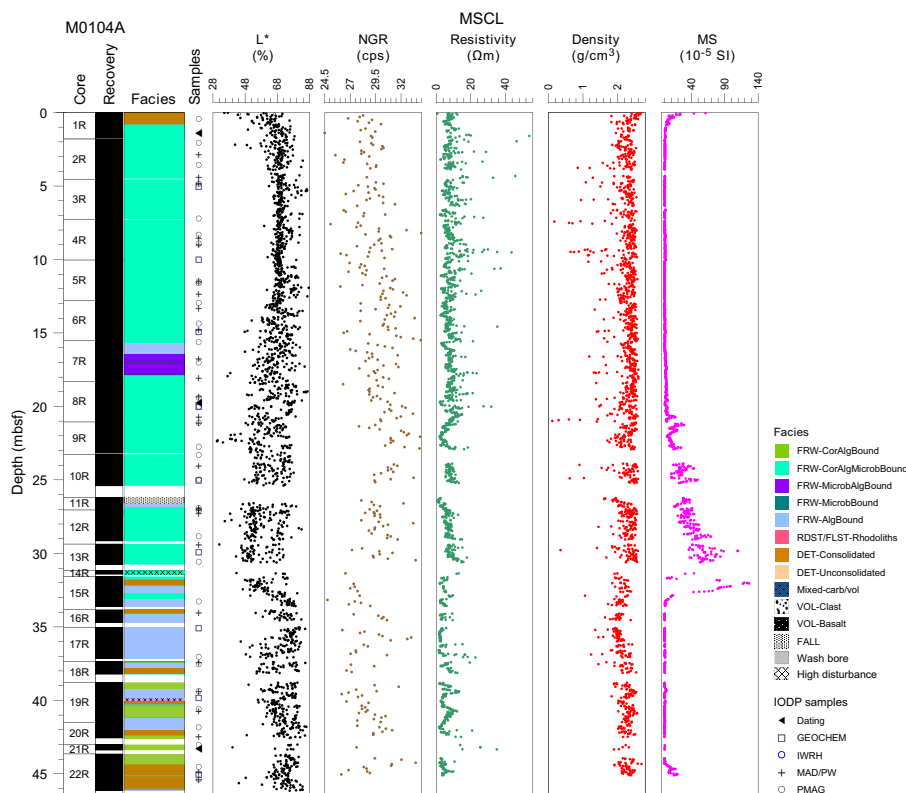 M0104A
MSCL
Core
Recovery
Facies
Samples
L*
(%)
NGR
(cps)
Resistivity
(Ωm)
Density
(g/cm³)
MS
(10⁻⁵ SI)
28 48 68 88
24.5 27 29.5 32
0 20 40
0 1 2
40 90 140
Depth (mbsf)
0
5
10
15
20
25
30
35
40
45
1R
2R
3R
4R
5R
6R
7R
8R
9R
10R
11R
12R
13R
14R
15R
16R
17R
18R
19R
20R
21R
22R
Facies
FRW-CorAlgBound
FRW-CorAlgMicrobBound
FRW-MicrobAlgBound
FRW-MicrobBound
FRW-AlgBound
RDST/FLST-Rhodoliths
DET-Consolidated
DET-Unconsolidated
Mixed-carb/vol
VOL-Clast
VOL-Basalt
FALL
Wash bore
High disturbance
IODP samples
Dating
GEOCHEM
IWRH
MAD/PW
PMAG